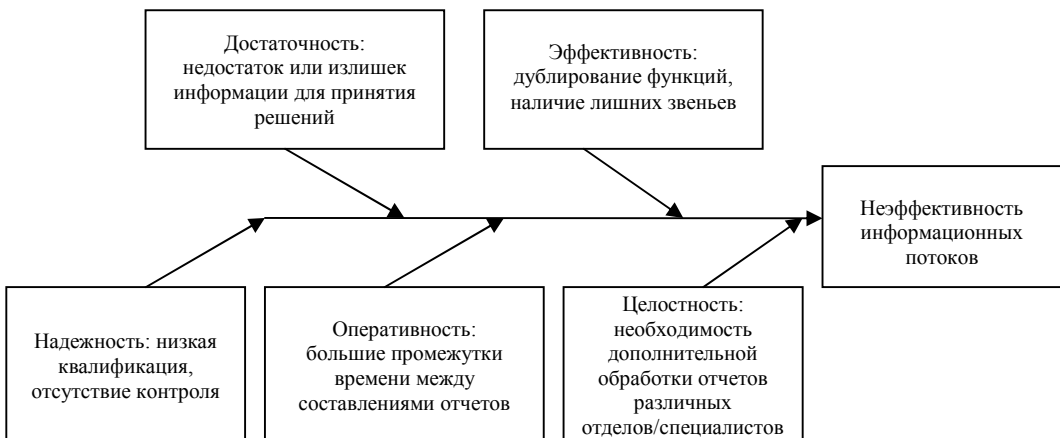 Достаточность:
недостаток или излишек
информации для принятия
решений
Эффективность:
дублирование функций,
наличие лишних звеньев
Неэффективность
информационных
потоков
Надежность: низкая
квалификация,
отсутствие контроля
Оперативность:
большие промежутки
времени между
составлениями отчетов
Целостность:
необходимость
дополнительной
обработки отчетов
различных
отделов/специалистов